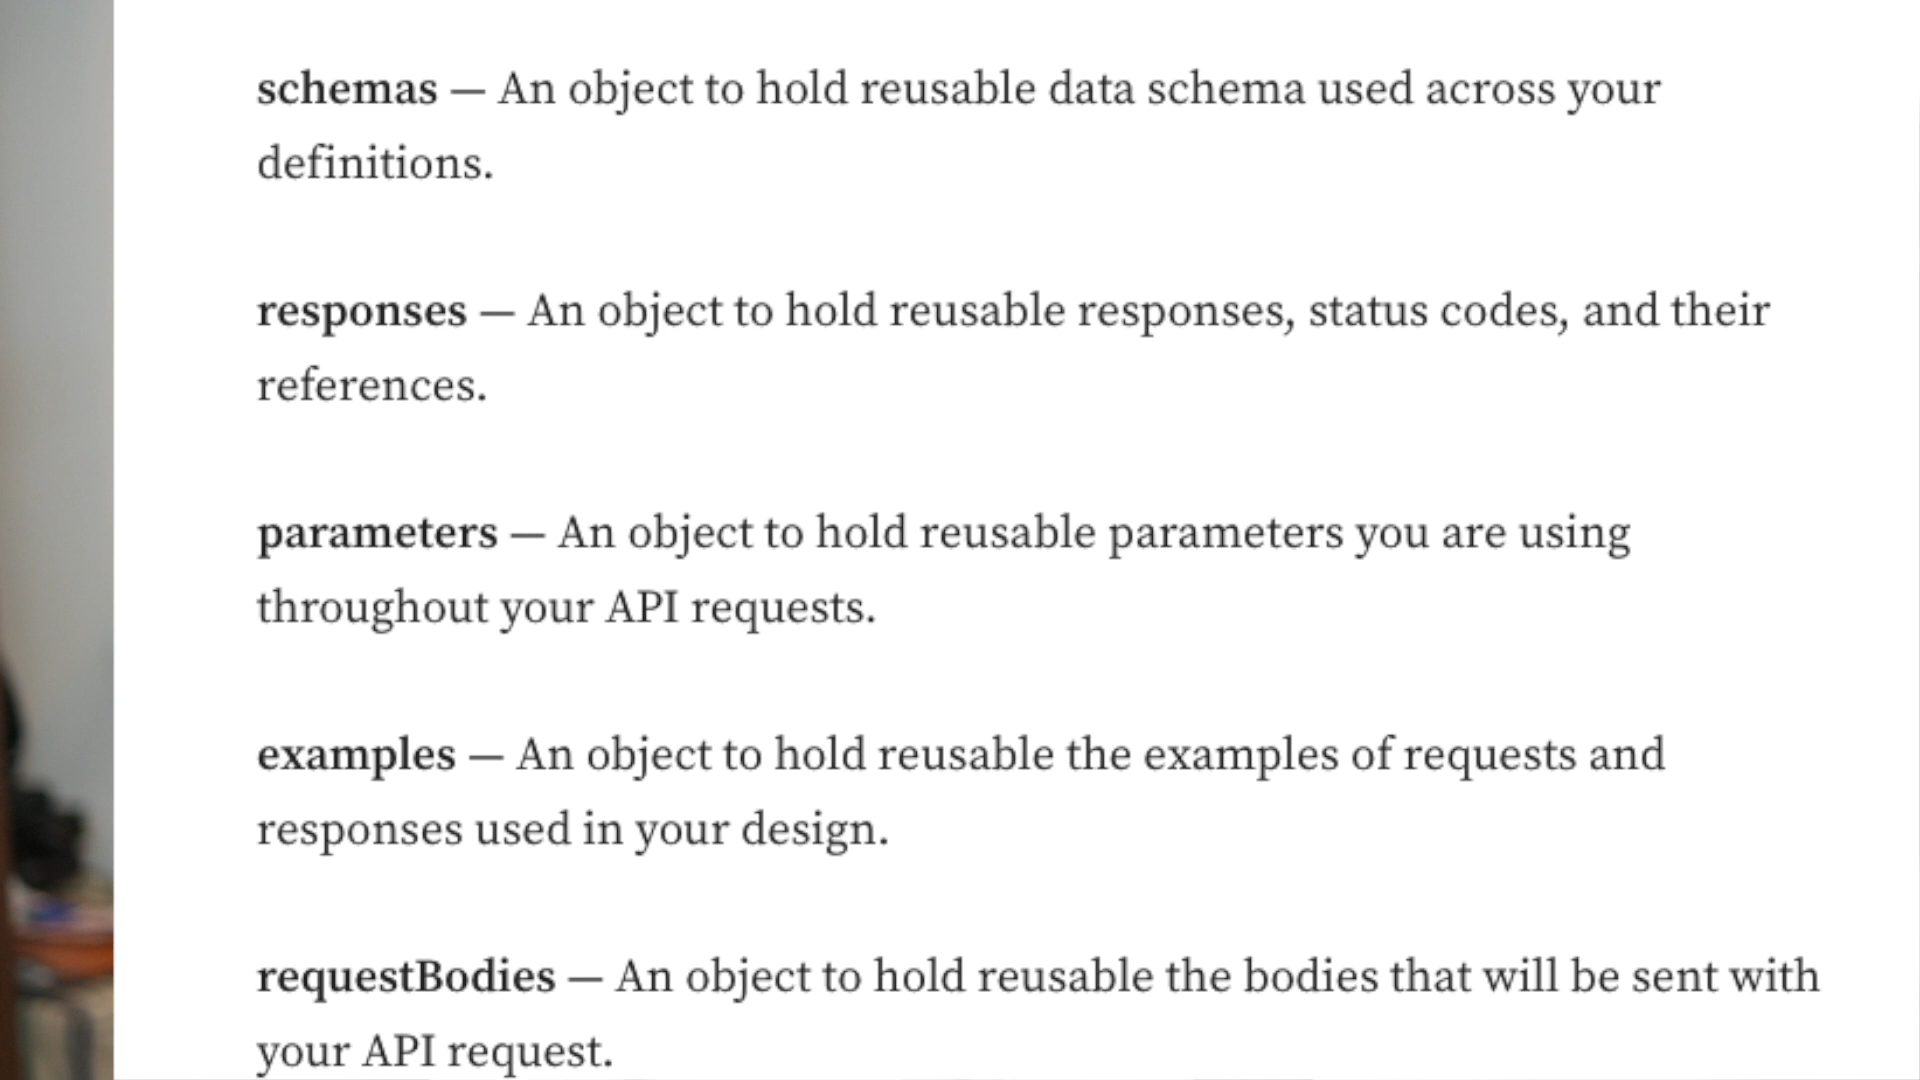 schemas — An object to hold reusable data schema used across your
definitions.
responses — An object to hold reusable responses, status codes, and their
references.
parameters — An object to hold reusable parameters you are using
throughout your API requests.
examples — An object to hold reusable the examples of requests and
responses used in your design.
requestBodies — An object to hold reusable the bodies that will be sent with
your API request.